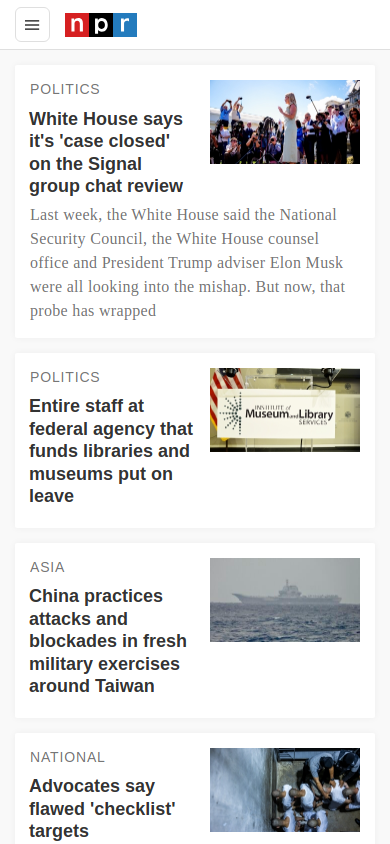 npr
POLITICS
White House says
it's 'case closed'
on the Signal
group chat review
Last week, the White House said the National
Security Council, the White House counsel
office and President Trump adviser Elon Musk
were all looking into the mishap. But now, that
probe has wrapped
POLITICS
Entire staff at
federal agency that
funds libraries and
museums put on
leave
INSTITUTE of
Museum and Library
SERVICES
ASIA
China practices
attacks and
blockades in fresh
military exercises
around Taiwan
NATIONAL
Advocates say
flawed 'checklist'
targets